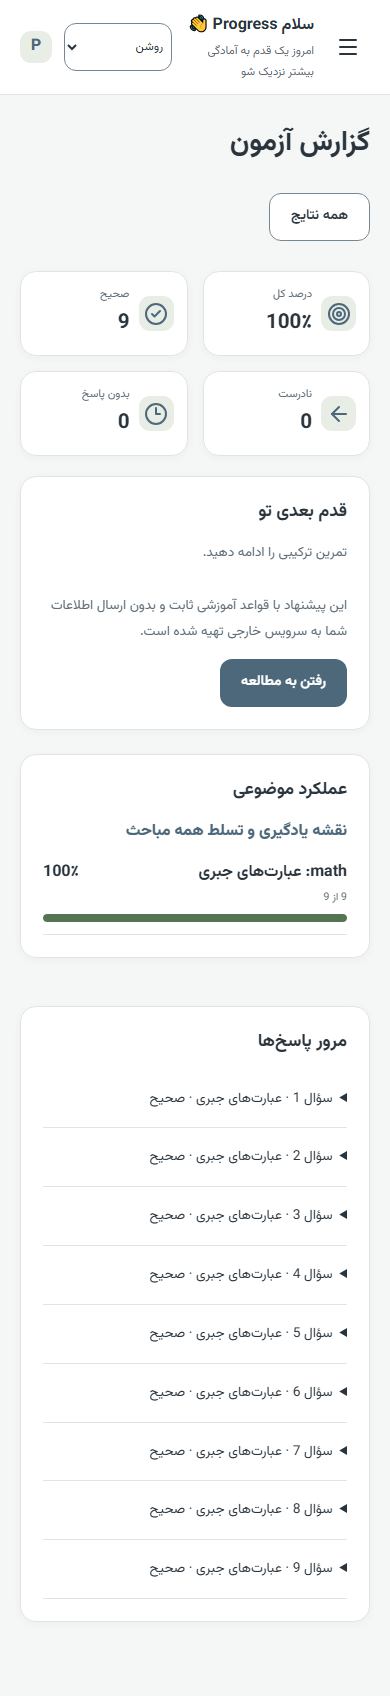 سلام Progress 👋
امروز یک قدم به آمادگی
بیشتر نزدیک شو
روشن
P
گزارش آزمون
همه نتایج
درصد کل
100٪
صحیح
9
نادرست
0
بدون پاسخ
0
قدم بعدی تو
تمرین ترکیبی را ادامه دهید.
این پیشنهاد با قواعد آموزشی ثابت و بدون ارسال اطلاعات
شما به سرویس خارجی تهیه شده است.
رفتن به مطالعه
عملکرد موضوعی
نقشه یادگیری و تسلط همه مباحث
math: عبارت‌های جبری
100٪
9 از 9
مرور پاسخ‌ها
سؤال 1 · عبارت‌های جبری · صحیح
سؤال 2 · عبارت‌های جبری · صحیح
سؤال 3 · عبارت‌های جبری · صحیح
سؤال 4 · عبارت‌های جبری · صحیح
سؤال 5 · عبارت‌های جبری · صحیح
سؤال 6 · عبارت‌های جبری · صحیح
سؤال 7 · عبارت‌های جبری · صحیح
سؤال 8 · عبارت‌های جبری · صحیح
سؤال 9 · عبارت‌های جبری · صحیح